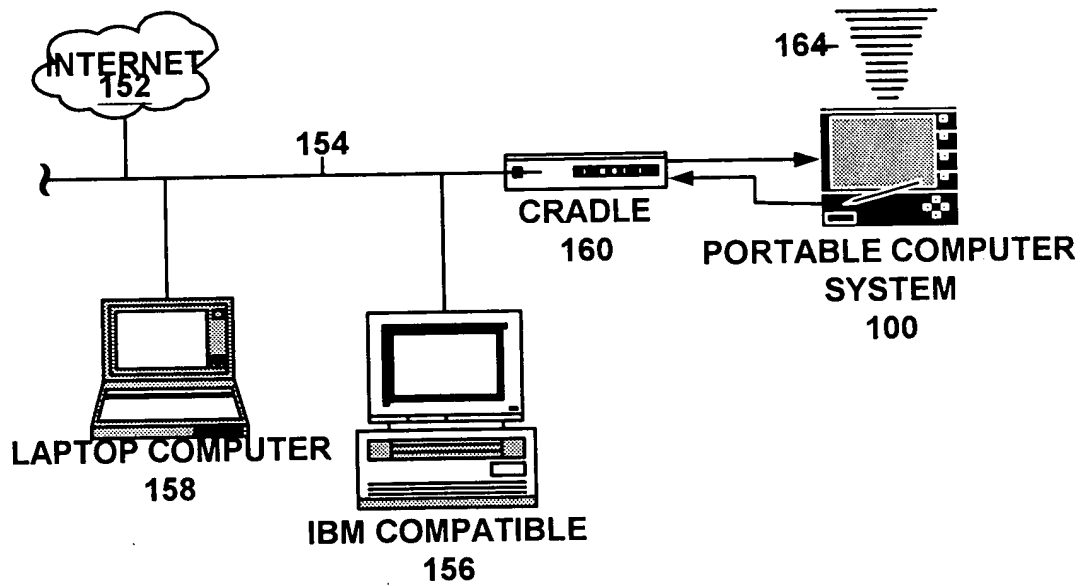 INTERNET
152
164
154
CRADLE
160
PORTABLE COMPUTER
SYSTEM
100
LAPTOP COMPUTER
158
IBM COMPATIBLE
156